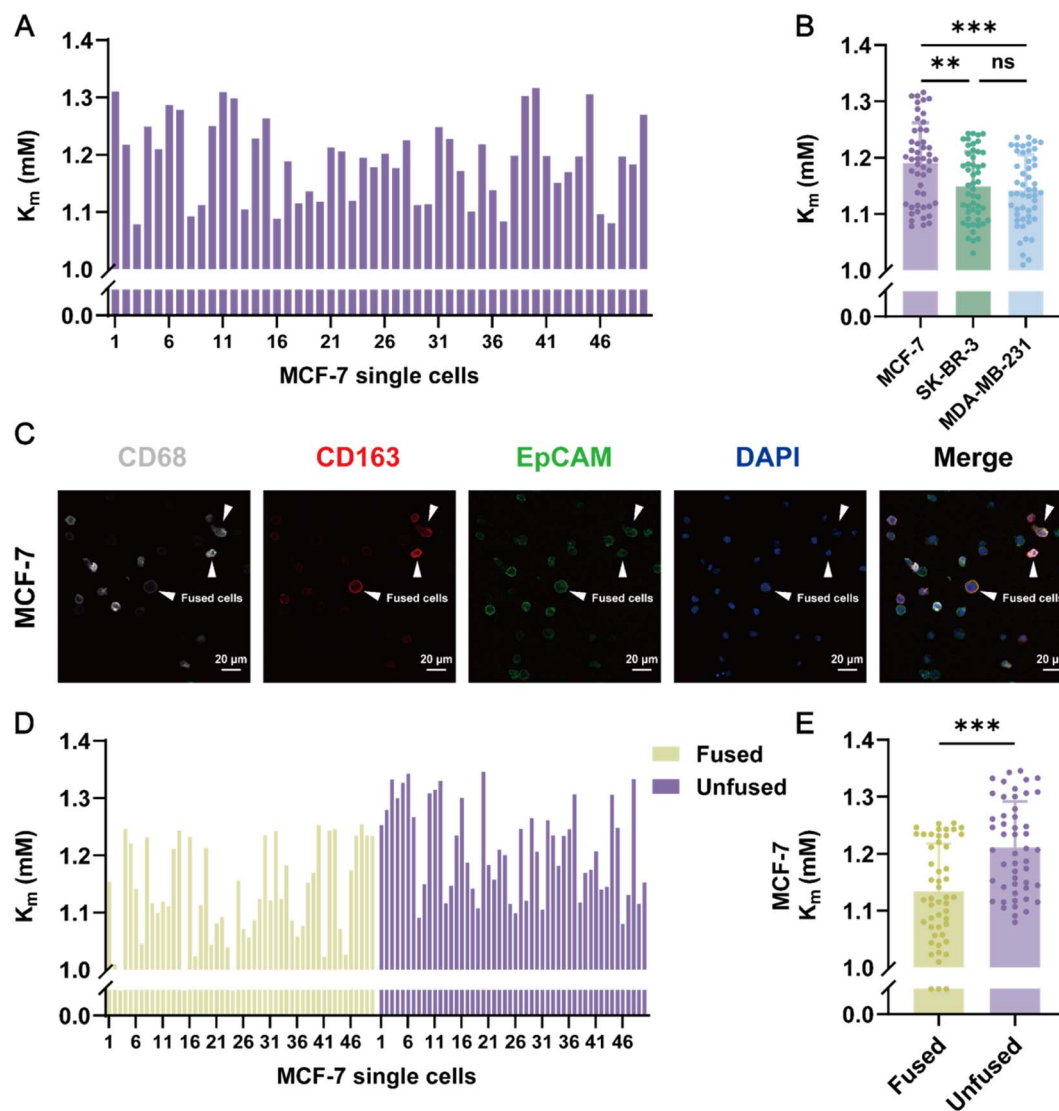 A
1.4
1.3
1.2
1.1
1.0
0.0
Km (mM)
1 6 11 16 21 26 31 36 41 46
MCF-7 single cells
B
*** 
** ns
1.4
1.3
1.2
1.1
1.0
0.0
Km (mM)
MCF-7
SK-BR-3
MDA-MB-231
C
CD68 CD163 EpCAM DAPI Merge
MCF-7
Fused cells
20 μm
Fused cells
20 μm
Fused cells
20 μm
Fused cells
20 μm
Fused cells
20 μm
D
1.4
1.3
1.2
1.1
1.0
0.0
Km (mM)
Fused
Unfused
1 6 11 16 21 26 31 36 41 46 1 6 11 16 21 26 31 36 41 46
MCF-7 single cells
E
***
1.4
1.3
1.2
1.1
1.0
0.0
MCF-7
Km (mM)
Fused
Unfused